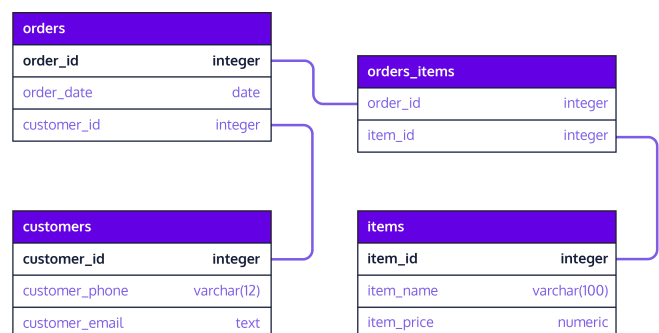 orders
order_id integer
order_date date
customer_id integer
orders_items
order_id integer
item_id integer
customers
customer_id integer
customer_phone varchar(12)
customer_email text
items
item_id integer
item_name varchar(100)
item_price numeric